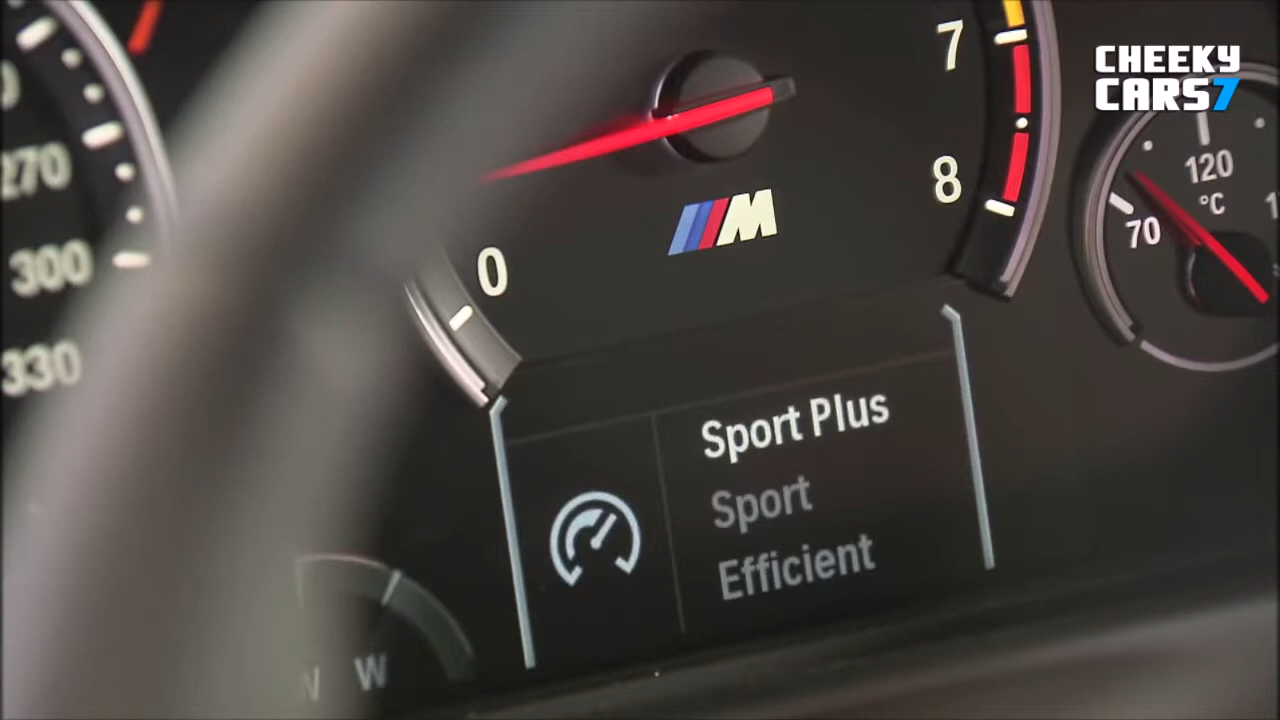 CHEEKY
CARS7
7
8
0
M
270
300
330
120
°C
70
Sport Plus
Sport
Efficient
W